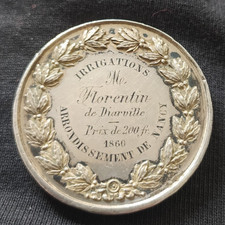 IRRIGATIONS
Mr.
Florentin
de Diarville
Prix de 200 f.
1866
ARRONDISSEMENT DE NANCY